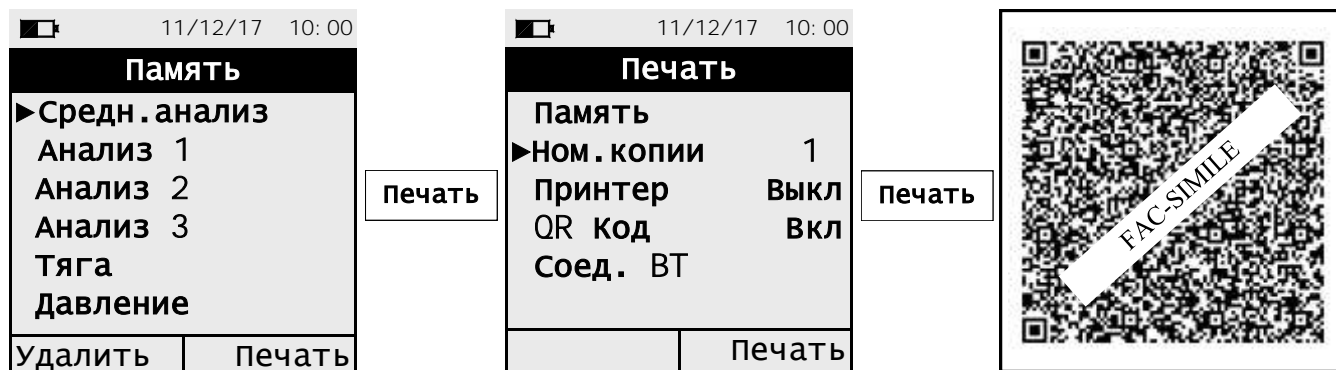 11/12/17 10:00
Память
►Средн.анализ
Анализ 1
Анализ 2
Анализ 3
Тяга
Давление
Удалить Печать
Печать
11/12/17 10:00
Печать
Память
►Ном.копии 1
Принтер Выкл
QR Код Вкл
Соед. BT
Печать
Печать
FAC-SIMILE